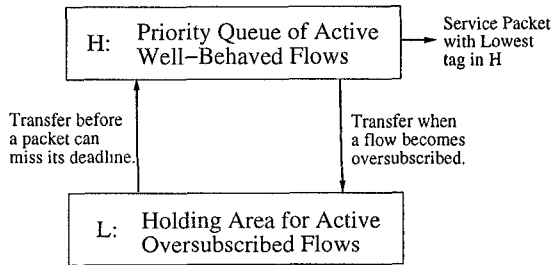 H: Priority Queue of Active
Well-Behaved Flows
Service Packet
with Lowest
tag in H
Transfer before
a packet can
miss its deadline.
Transfer when
a flow becomes
oversubscribed.
L: Holding Area for Active
Oversubscribed Flows